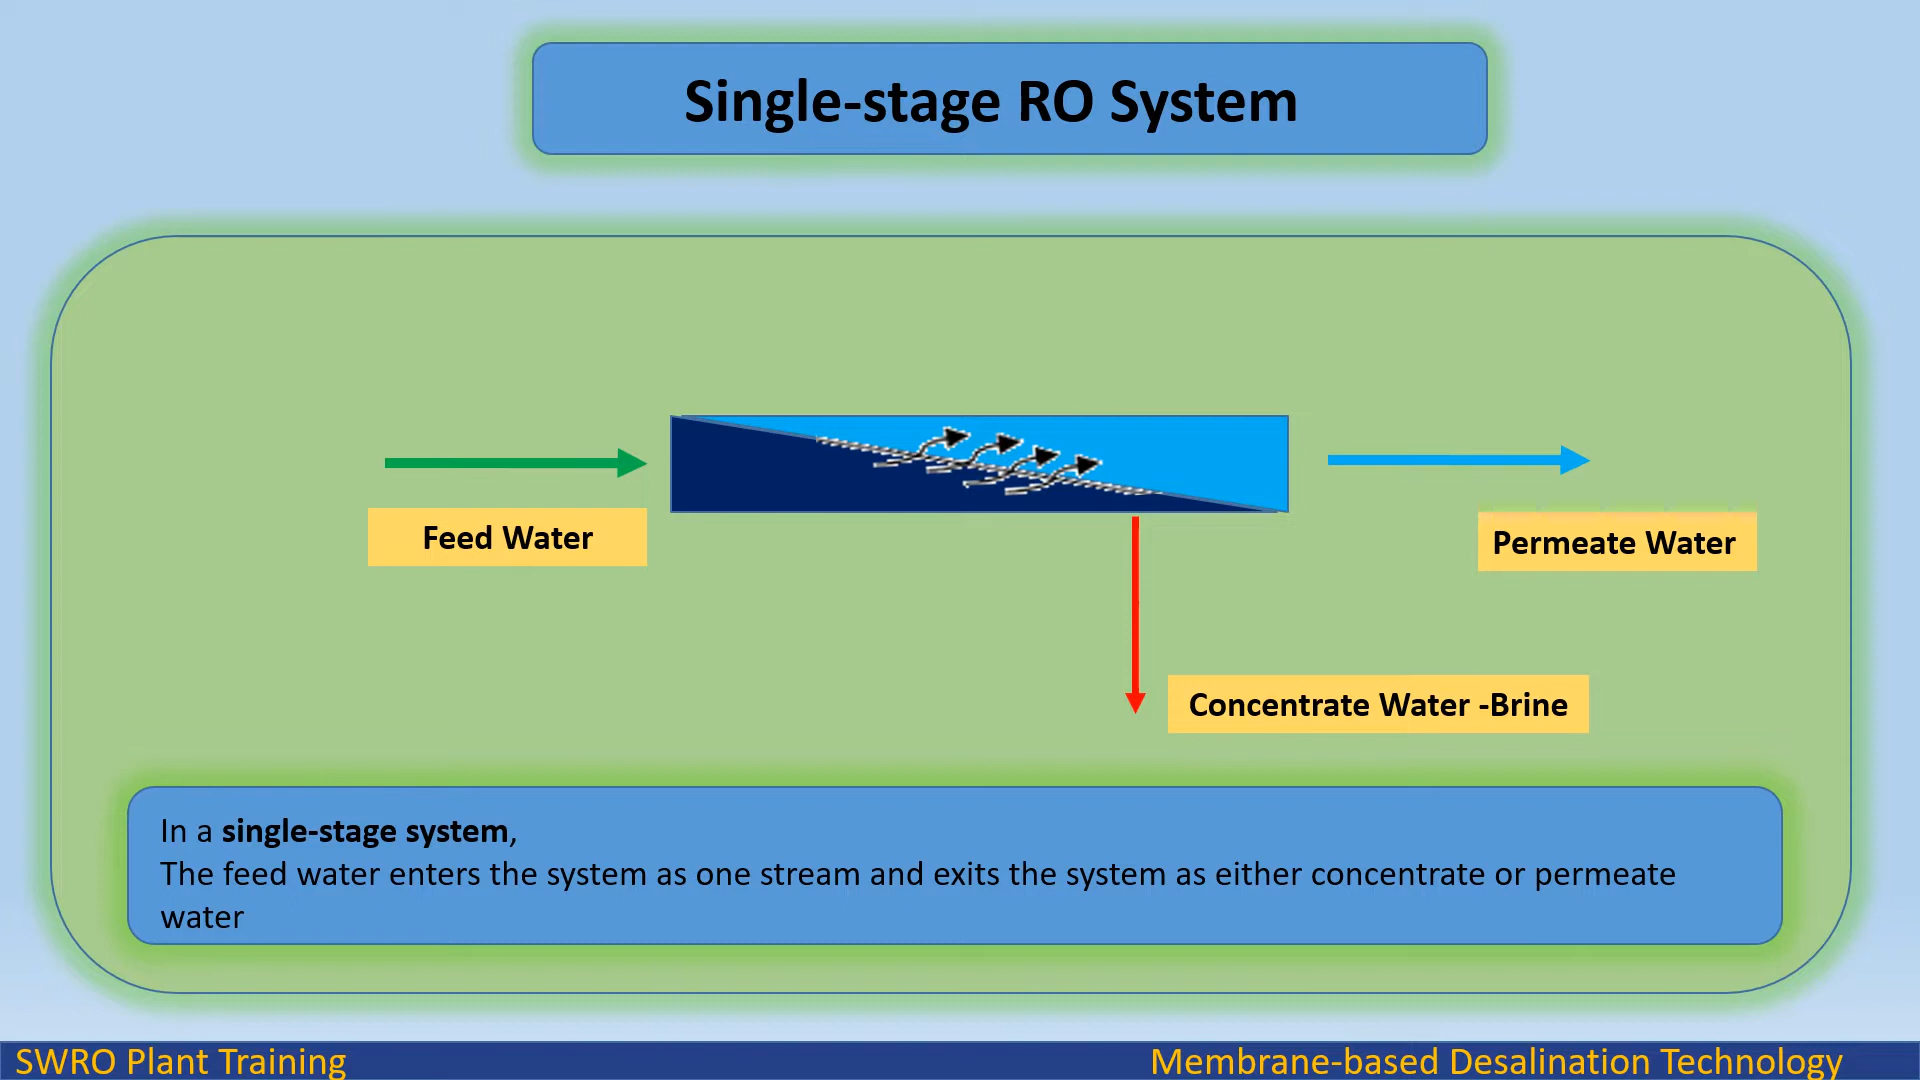 Single-stage RO System
Feed Water
Permeate Water
Concentrate Water -Brine
In a single-stage system,
The feed water enters the system as one stream and exits the system as either concentrate or permeate
water
SWRO Plant Training
Membrane-based Desalination Technology